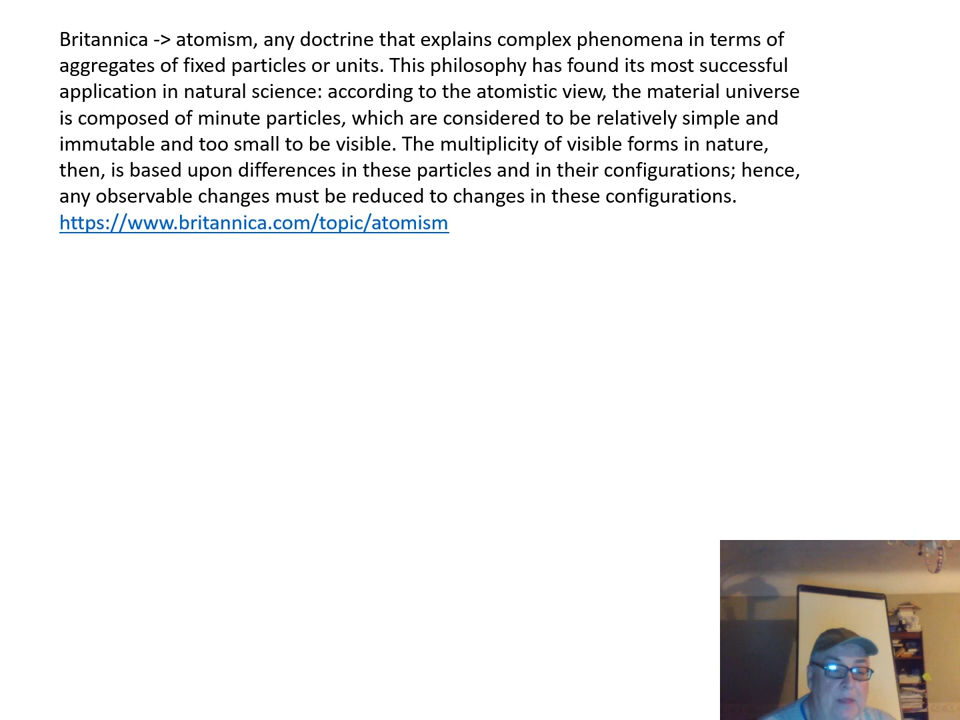 Britannica -> atomism, any doctrine that explains complex phenomena in terms of
aggregates of fixed particles or units. This philosophy has found its most successful
application in natural science: according to the atomistic view, the material universe
is composed of minute particles, which are considered to be relatively simple and
immutable and too small to be visible. The multiplicity of visible forms in nature,
then, is based upon differences in these particles and in their configurations; hence,
any observable changes must be reduced to changes in these configurations.
https://www.britannica.com/topic/atomism